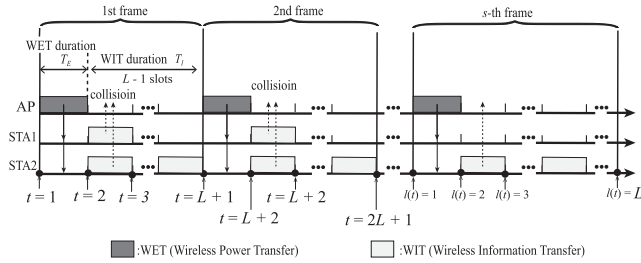 1st frame
2nd frame
s-th frame
WET duration
T_E
WIT duration T_I
L - 1 slots
collisioin
collisioin
AP
•••
•••
•••
•••
•••
STA1
•••
•••
•••
•••
•••
STA2
•••
•••
•••
•••
•••
t = 1
t = 2
t = 3
t = L + 1
t = L + 2
t = L + 2
t = 2L + 1
l(t) = 1
l(t) = 2
l(t) = 3
l(t) = L
:WET (Wireless Power Transfer)
:WIT (Wireless Information Transfer)